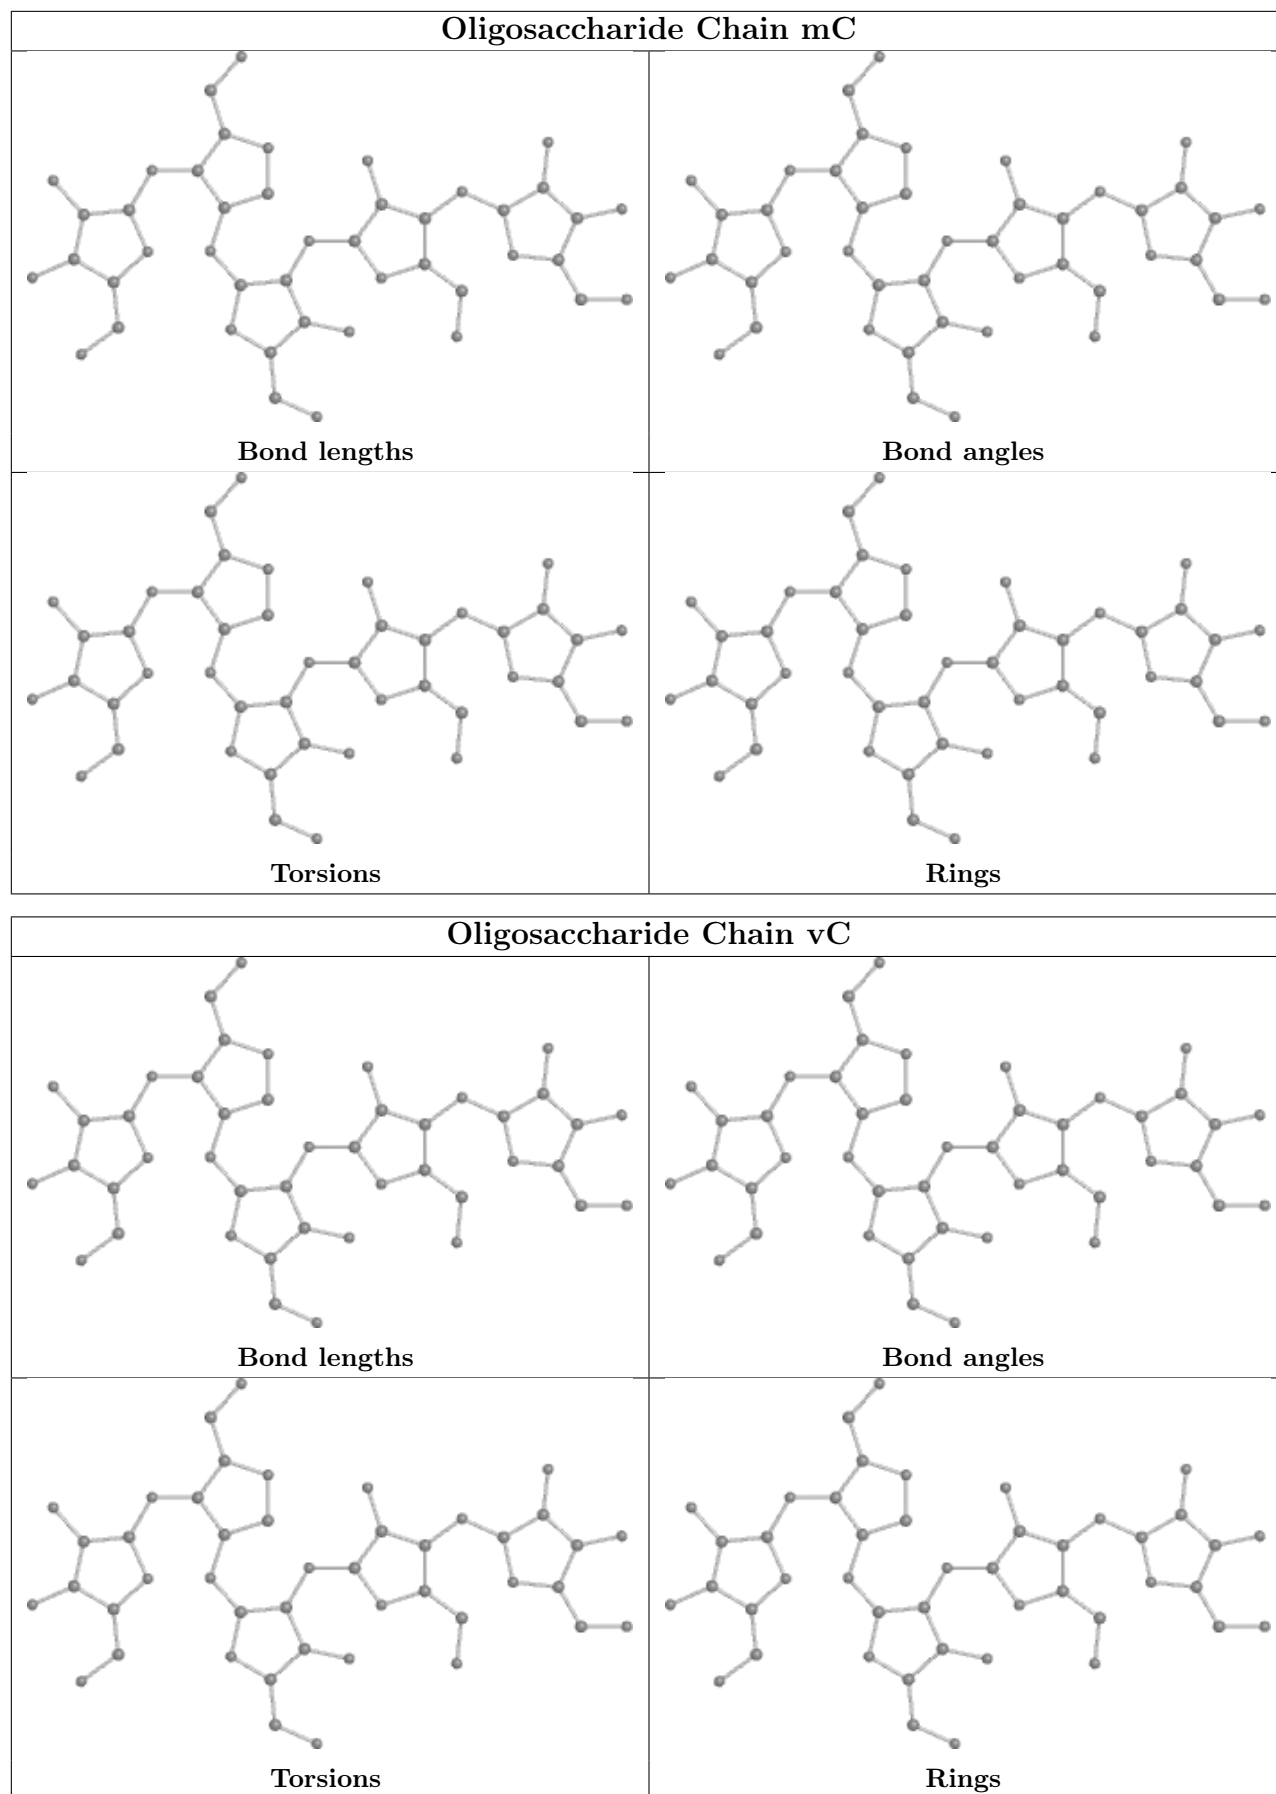 Oligosaccharide Chain mC
Bond lengths
Bond angles
Torsions
Rings
Oligosaccharide Chain vC
Bond lengths
Bond angles
Torsions
Rings